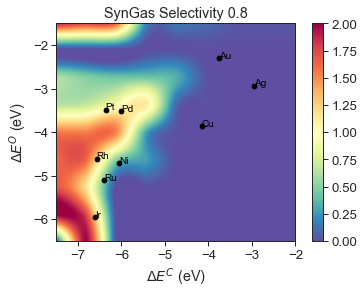 SynGas Selectivity 0.8
ΔE^O (eV)
−2
−3
−4
−5
−6
Au
Ag
Pt
Pd
Cu
Rh
Ni
Ru
Ir
−7
−6
−5
−4
−3
−2
ΔE^C (eV)
2.00
1.75
1.50
1.25
1.00
0.75
0.50
0.25
0.00